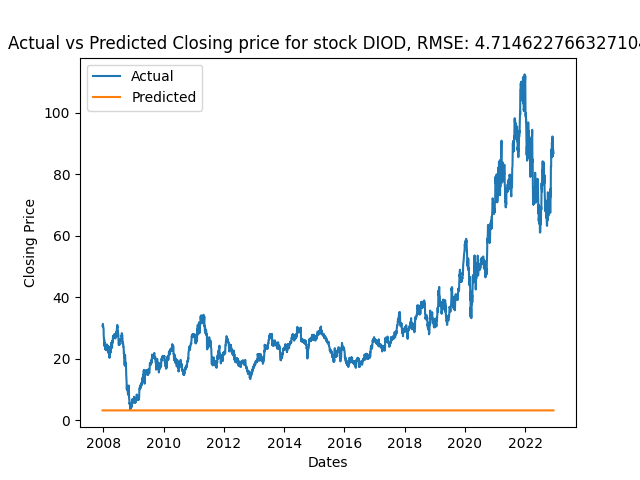 Actual vs Predicted Closing price for stock DIOD, RMSE: 4.71462276632710
Actual
Predicted
Closing Price
100
80
60
40
20
0
2008 2010 2012 2014 2016 2018 2020 2022
Dates